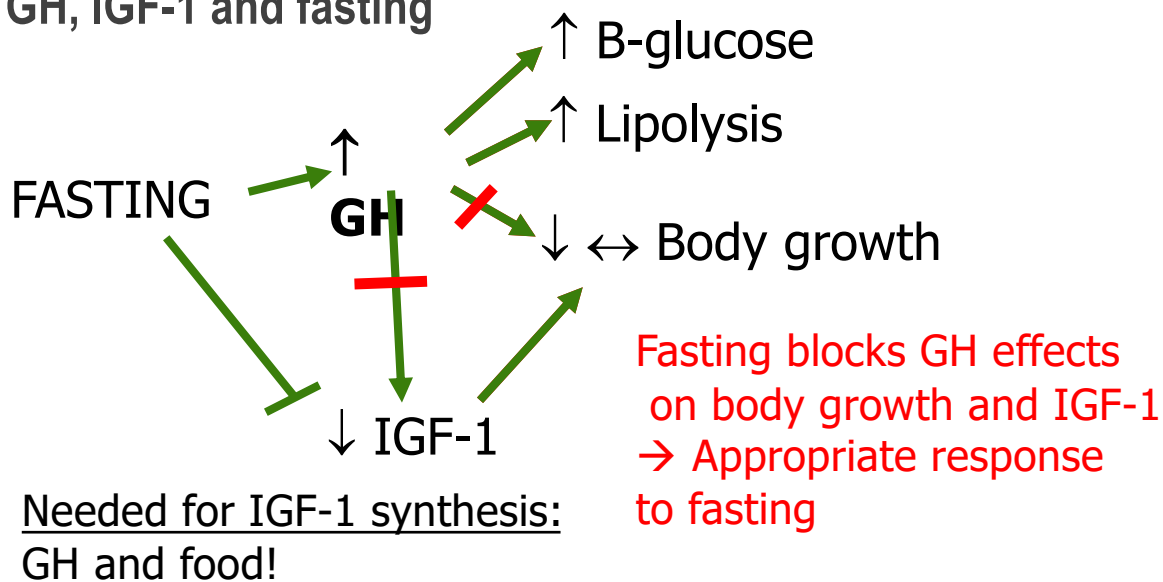 GH, IGF-1 and fasting
↑ B-glucose
↑ Lipolysis
↑
FASTING
GH
↓ ↔ Body growth
↓ IGF-1
Fasting blocks GH effects
on body growth and IGF-1
→ Appropriate response
to fasting
Needed for IGF-1 synthesis:
GH and food!